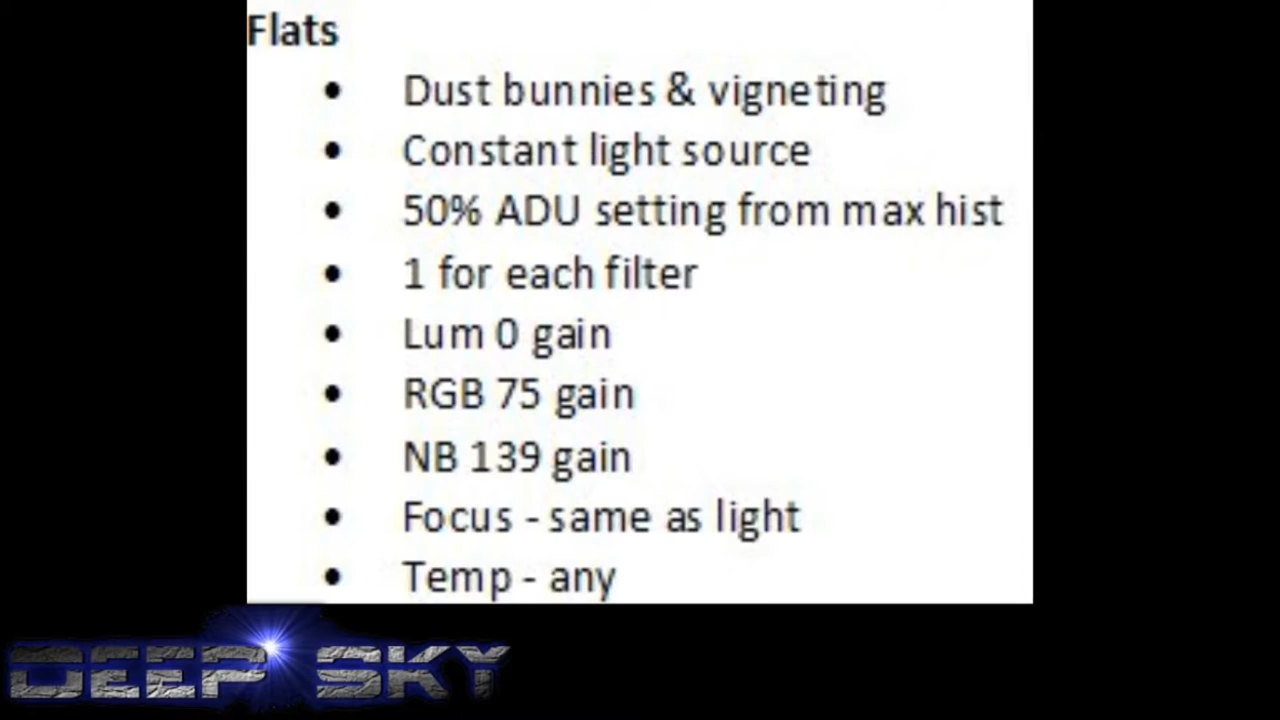 Flats
• Dust bunnies & vigneting
• Constant light source
• 50% ADU setting from max hist
• 1 for each filter
• Lum 0 gain
• RGB 75 gain
• NB 139 gain
• Focus - same as light
• Temp - any
DEEP SKY